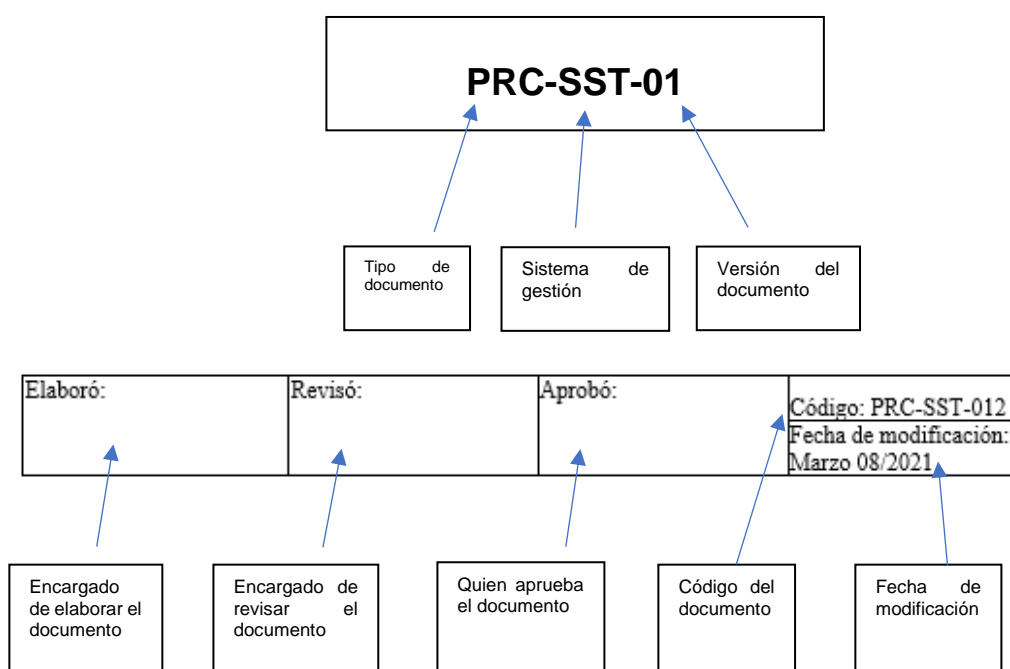 PRC-SST-01
Tipo de
documento
Sistema de
gestión
Versión del
documento
Elaboró:
Revisó:
Aprobó:
Código: PRC-SST-012
Fecha de modificación:
Marzo 08/2021
Encargado
de elaborar el
documento
Encargado de
revisar el
documento
Quien aprueba
el documento
Código del
documento
Fecha de
modificación